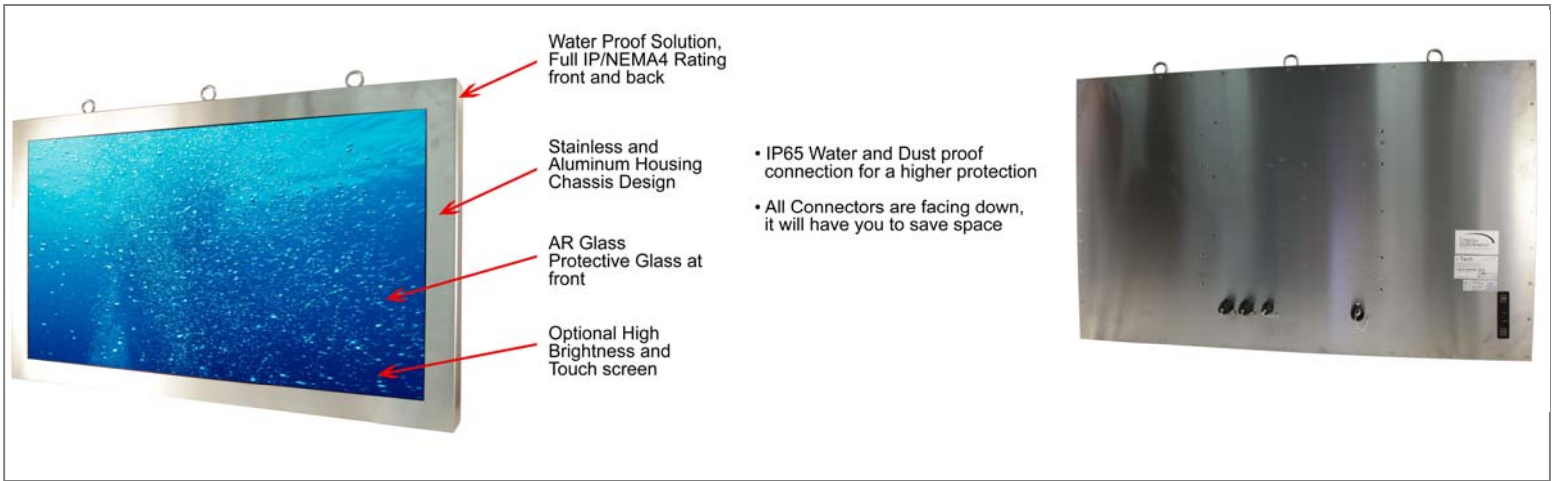 Water Proof Solution,
Full IP/NEMA4 Rating
front and back
Stainless and
Aluminum Housing
Chassis Design
AR Glass
Protective Glass at
front
Optional High
Brightness and
Touch screen
• IP65 Water and Dust proof
connection for a higher protection
• All Connectors are facing down,
it will have you to save space